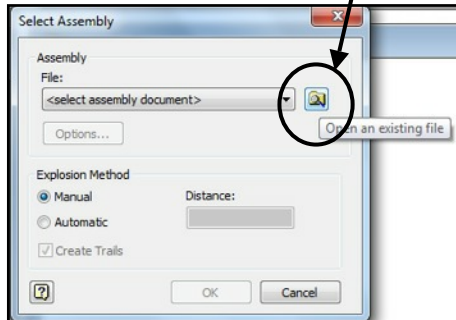 Select Assembly
Assembly
File:
<select assembly document>
Options...
Open an existing file
Explosion Method
Manual
Distance:
Automatic
Create Trails
OK
Cancel